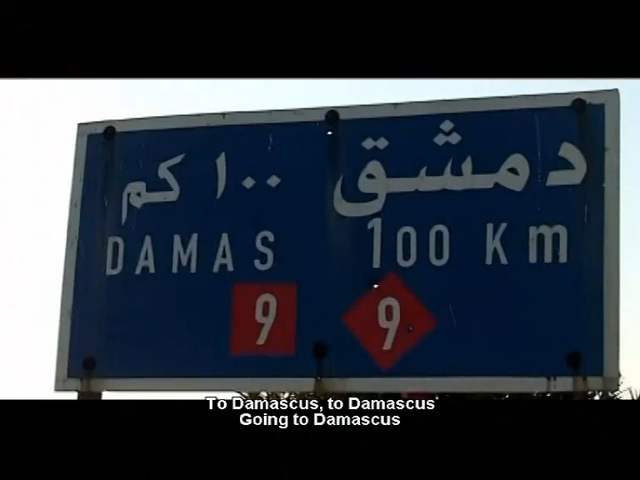 دمشق ١٠٠ كم
DAMAS 100 Km
9 9
To Damascus, to Damascus
Going to Damascus